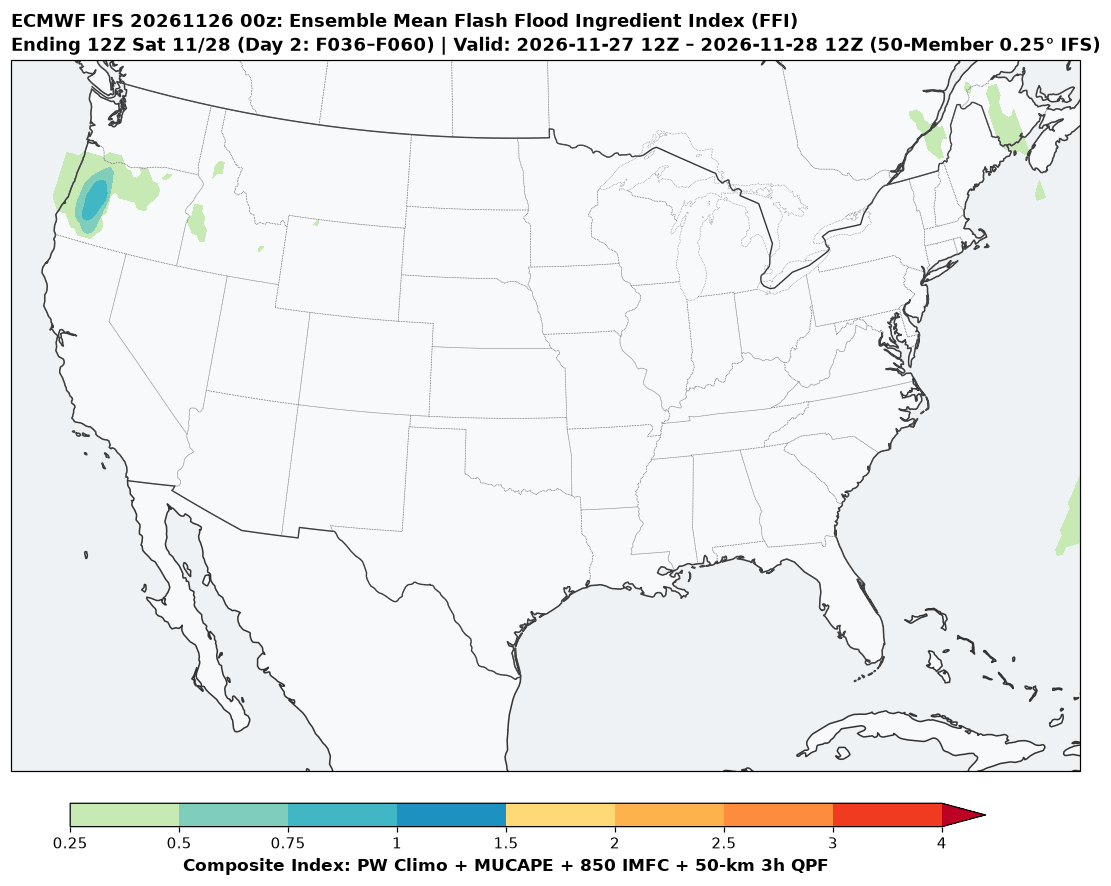 ECMWF IFS 20261126 00z: Ensemble Mean Flash Flood Ingredient Index (FFI)
Ending 12Z Sat 11/28 (Day 2: F036–F060) | Valid: 2026-11-27 12Z – 2026-11-28 12Z (50-Member 0.25° IFS)
0.25 0.5 0.75 1 1.5 2 2.5 3 4
Composite Index: PW Climo + MUCAPE + 850 IMFC + 50-km 3h QPF